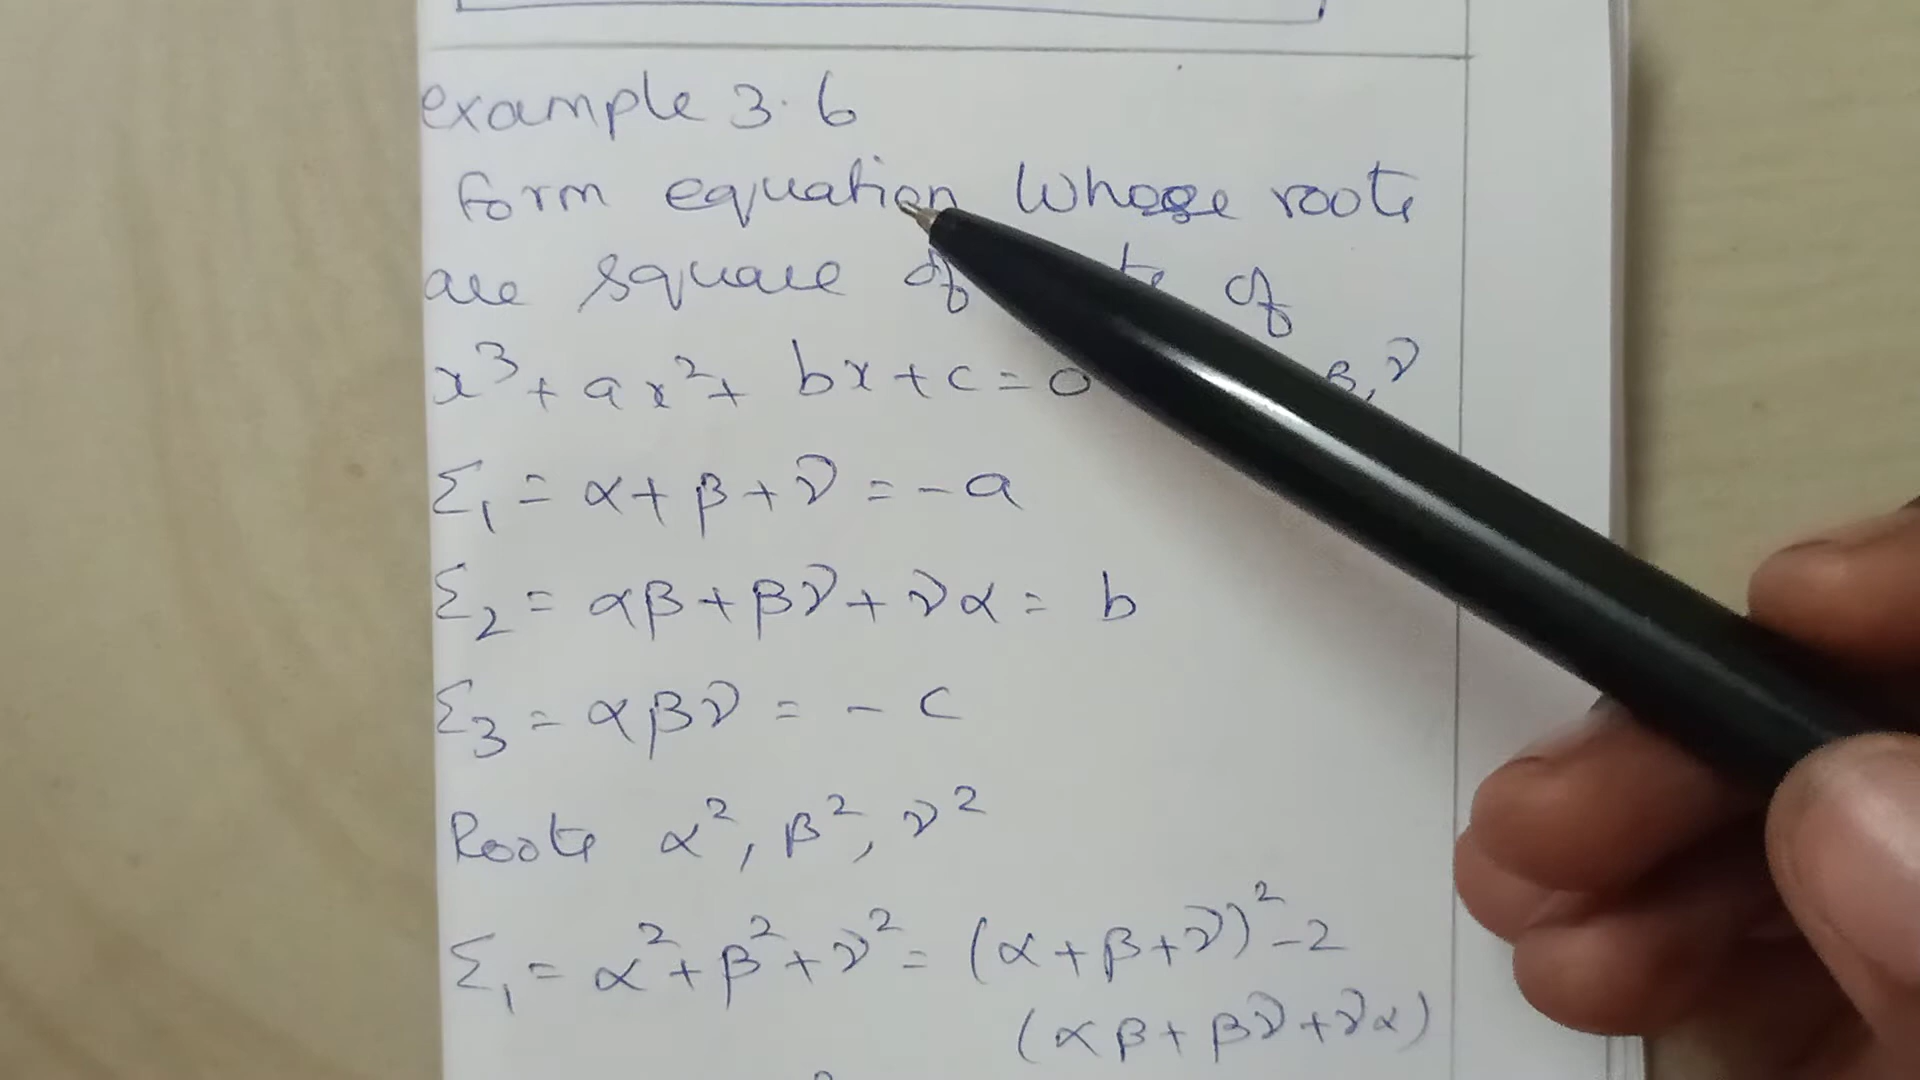 example 3.6
form equation whose roots
are square of of
x³ + ax² + bx + c = 0 β, γ
Σ₁ = α + β + γ = -a
Σ₂ = αβ + βγ + γα = b
Σ₃ = αβγ = - c
Roots α², β², γ²
Σ₁ = α² + β² + γ² = (α + β + γ)² - 2
(αβ + βγ + γα)